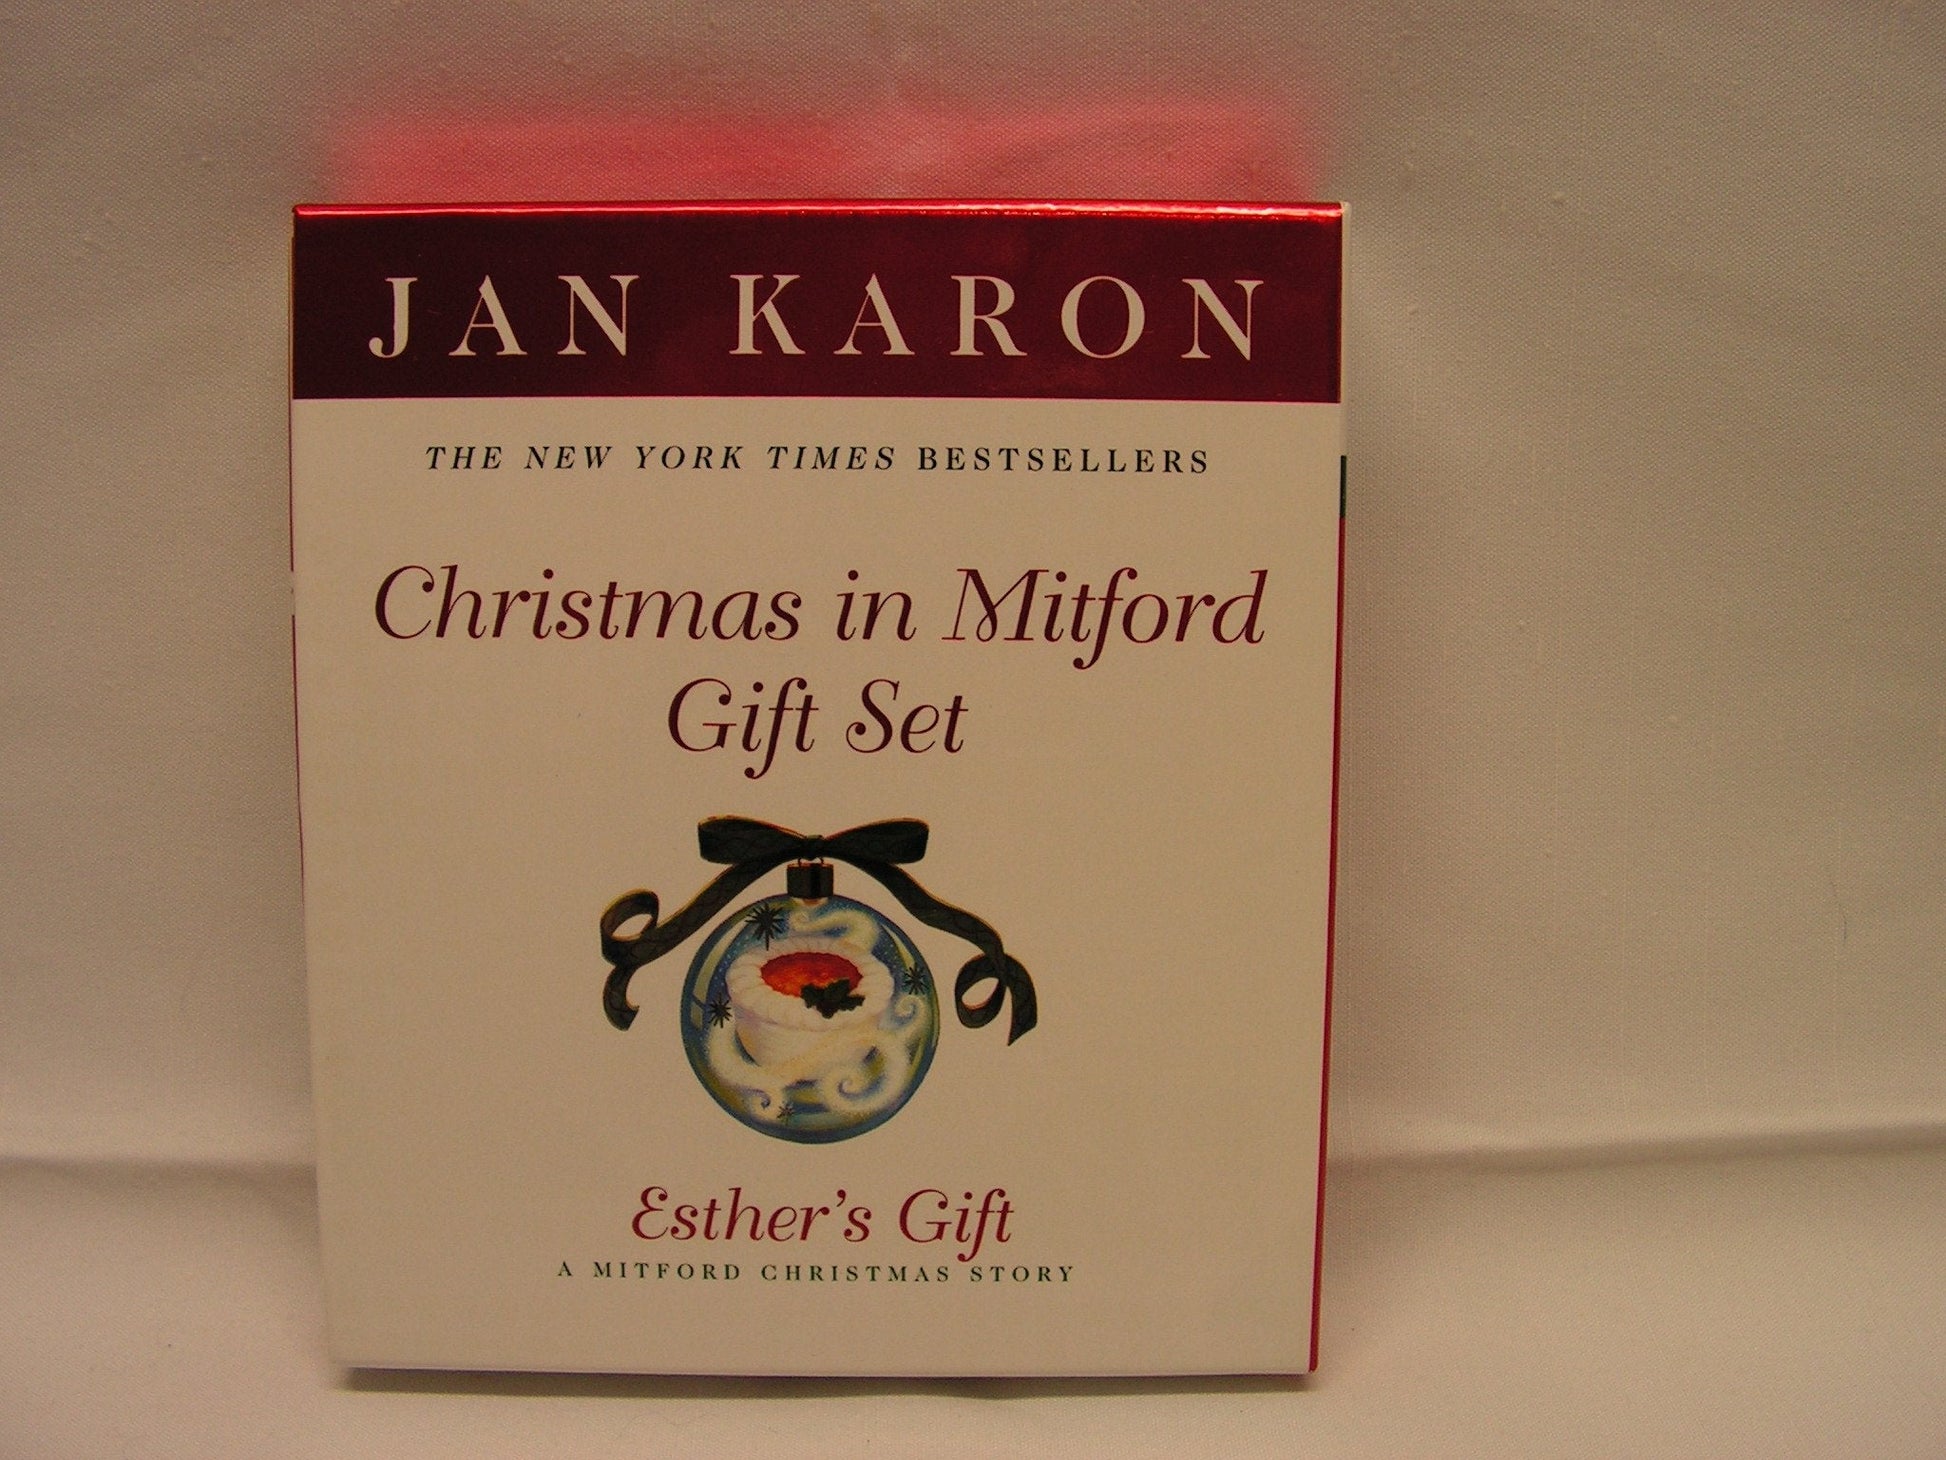 JAN KARON
THE NEW YORK TIMES BESTSELLERS
Christmas in Mitford
Gift Set
Esther's Gift
A MITFORD CHRISTMAS STORY